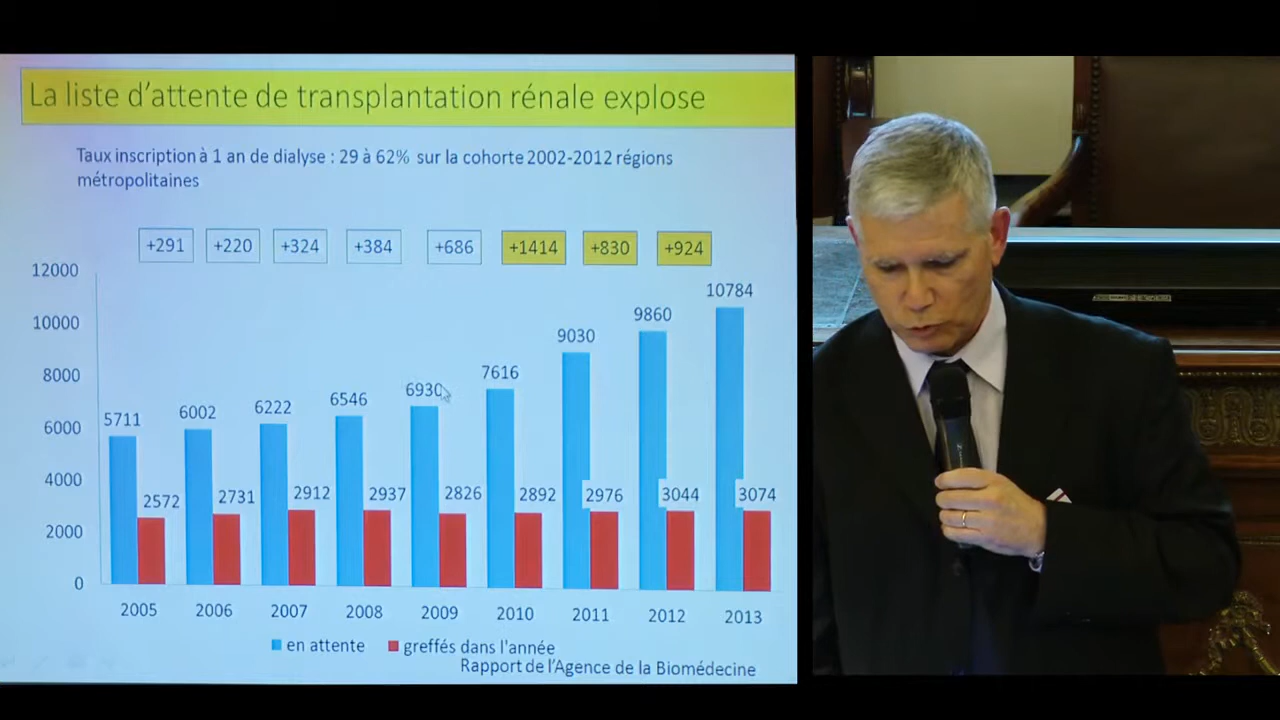 La liste d'attente de transplantation rénale explose
Taux inscription à 1 an de dialyse : 29 à 62% sur la cohorte 2002-2012 régions
métropolitaines
+291 +220 +324 +384 +686 +1414 +830 +924
12000
10000
8000
6000
4000
2000
0
5711 6002 6222 6546 6930 7616 9030 9860 10784
2572 2731 2912 2937 2826 2892 2976 3044 3074
2005 2006 2007 2008 2009 2010 2011 2012 2013
en attente greffés dans l'année
Rapport de l'Agence de la Biomédecine